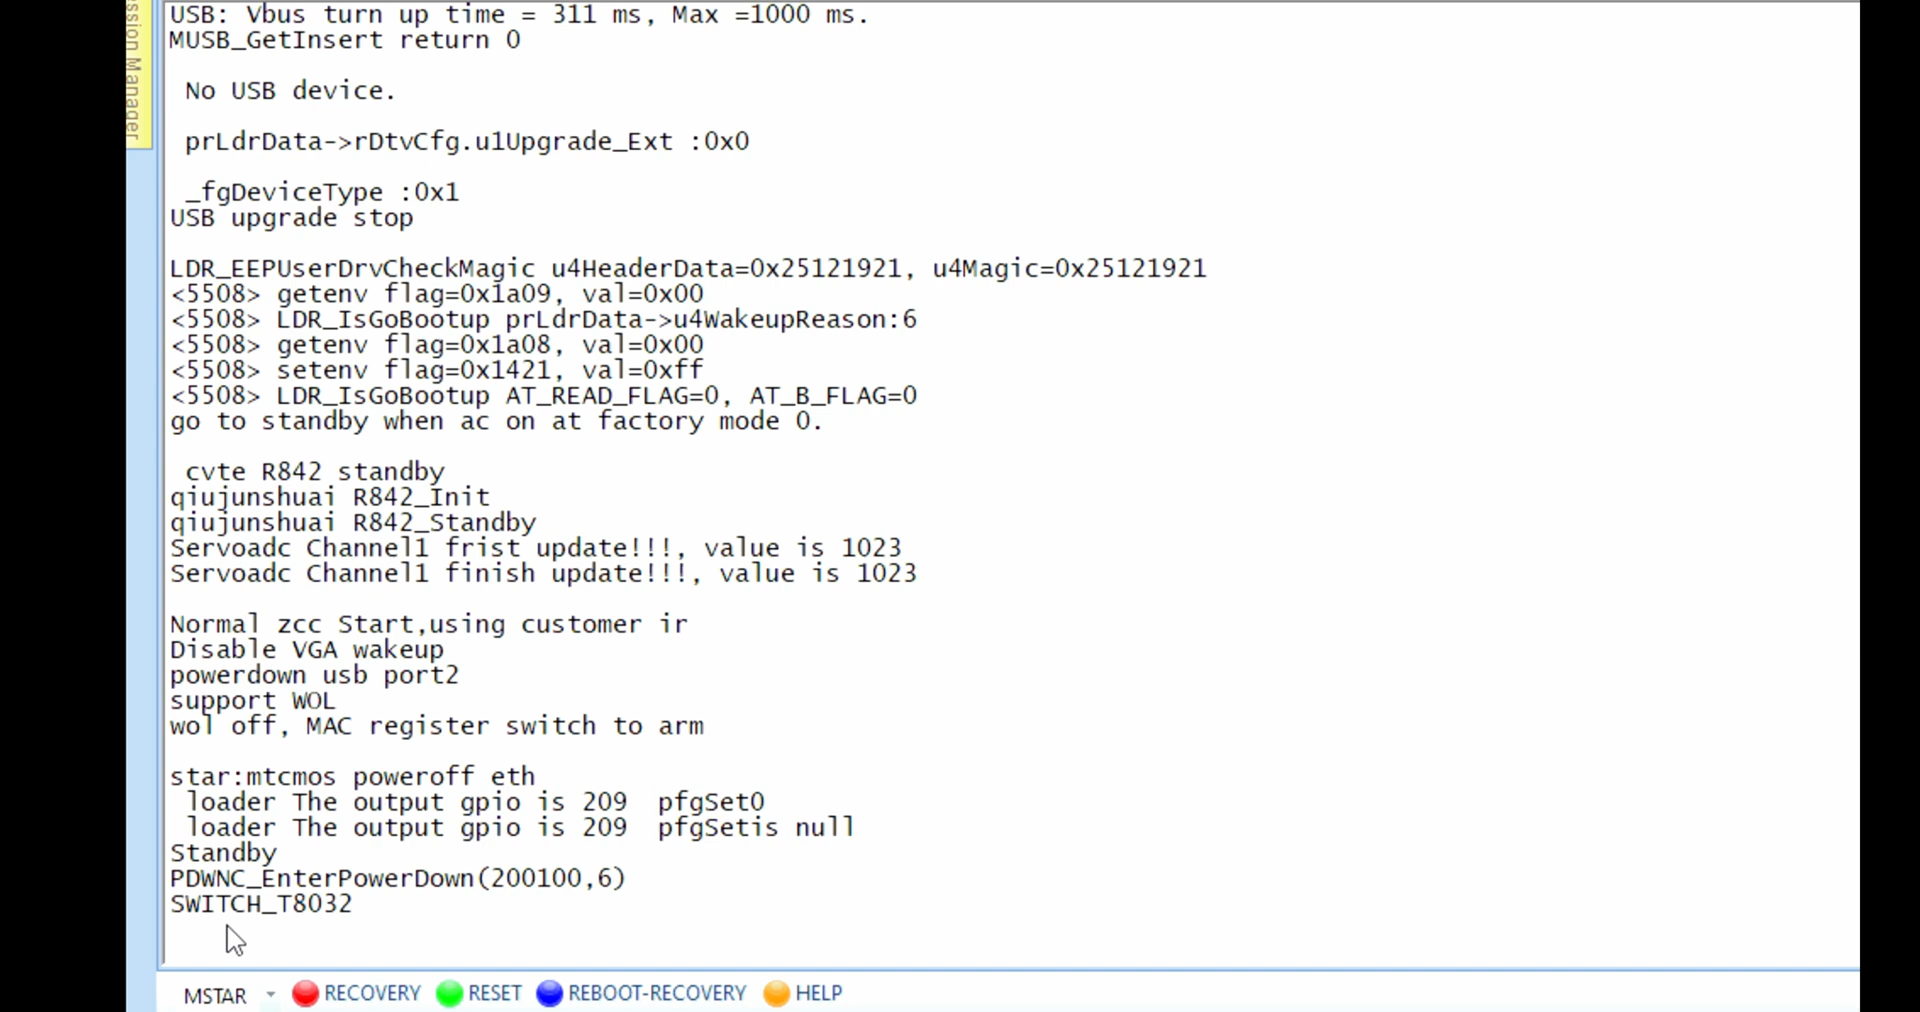 USB: Vbus turn up time = 311 ms, Max =1000 ms.
MUSB_GetInsert return 0
No USB device.
prLdrData->rDtvCfg.u1Upgrade_Ext :0x0
_fgDeviceType :0x1
USB upgrade stop
LDR_EEPUserDrvCheckMagic u4HeaderData=0x25121921, u4Magic=0x25121921
<5508> getenv flag=0x1a09, val=0x00
<5508> LDR_IsGoBootup prLdrData->u4WakeupReason:6
<5508> getenv flag=0x1a08, val=0x00
<5508> setenv flag=0x1421, val=0xff
<5508> LDR_IsGoBootup AT_READ_FLAG=0, AT_B_FLAG=0
go to standby when ac on at factory mode 0.
cvte R842 standby
qiujunshuai R842_Init
qiujunshuai R842_Standby
Servoadc Channel1 frist update!!!, value is 1023
Servoadc Channel1 finish update!!!, value is 1023
Normal zcc Start,using customer ir
Disable VGA wakeup
powerdown usb port2
support WOL
wol off, MAC register switch to arm
star:mtcmos poweroff eth
loader The output gpio is 209  pfgSet0
loader The output gpio is 209  pfgSetis null
Standby
PDWNC_EnterPowerDown(200100,6)
SWITCH_T8032
MSTAR RECOVERY RESET REBOOT-RECOVERY HELP
Manager